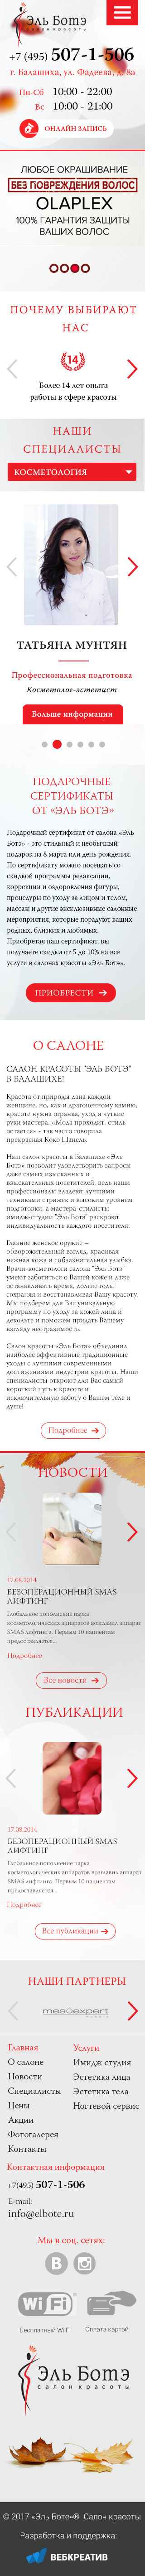 Эль Ботэ
салон красоты
+7 (495) 507-1-506
г. Балашиха, ул. Фадеева, д. 8а
Пн-Сб 10:00 - 22:00
Вс 10:00 - 21:00
ОНЛАЙН ЗАПИСЬ
ЛЮБОЕ ОКРАШИВАНИЕ
БЕЗ ПОВРЕЖДЕНИЯ ВОЛОС
OLAPLEX
100% ГАРАНТИЯ ЗАЩИТЫ
ВАШИХ ВОЛОС
ПОЧЕМУ ВЫБИРАЮТ
НАС
14
Более 14 лет опыта
работы в сфере красоты
НАШИ
СПЕЦИАЛИСТЫ
КОСМЕТОЛОГИЯ
ТАТЬЯНА МУНТЯН
Профессиональная подготовка
Косметолог-эстетист
Больше информации
ПОДАРОЧНЫЕ
СЕРТИФИКАТЫ
ОТ «ЭЛЬ БОТЭ»
Подарочный сертификат от салона «Эль
Ботэ» - это стильный и необычный
подарок на 8 марта или день рождения.
По сертификату можно сходить со
скидкой программы релаксации,
коррекции и оздоровления фигуры,
процедуры по уходу за лицом и телом,
массаж и другие эксклюзивные салонные
мероприятия, которые порадуют ваших
родных, близких и любимых.
Приобретая наш сертификат, вы
получаете скидки от 5 до 10% на все
услуги в салонах красоты «Эль Ботэ».
ПРИОБРЕСТИ
О САЛОНЕ
САЛОН КРАСОТЫ "ЭЛЬ БОТЭ"
В БАЛАШИХЕ!
Красота от природы дана каждой
женщине, но, как и драгоценному камню,
красоте нужна огранка, уход и чуткие
руки мастера. «Мода проходит, стиль
остается» - так часто говорила
прекрасная Коко Шанель.
Наш салон красоты в Балашихе «Эль
Ботэ» поможет удовлетворить запросы
даже самых изысканных и
взыскательных посетителей, ведь наши
профессионалы владеют лучшими
техниками стрижек и высоким уровнем
подготовки, а мастера-стилисты
имидж-студии "Эль Ботэ" раскроют
индивидуальность каждого посетителя.
Главное женское оружие –
обворожительный взгляд, красивая
нежная кожа и соблазнительная улыбка.
Врачи-косметологи салона "Эль Ботэ"
умеют заботиться о Вашей коже и даже
остановить время, долгие годы
сохраняя и восстанавливая Вашу красоту.
Мы подберем для Вас уникальную
программу по уходу за кожей лица и
декольте и поможем придать Вашему
взгляду неотразимость.
Салон красоты «Эль Ботэ» объединил
самые эффективные традиционные
уходы с лучшими современными
достижениями индустрии красоты. Наши
специалисты откроют для Вас самый
короткий путь к красоте и
исключительную заботу о Вашем теле и
душе!
Подробнее
НОВОСТИ
17.08.2014
БЕЗОПЕРАЦИОННЫЙ SMAS
ЛИФТИНГ
Глобальное пополнение парка
косметологических аппаратов возглавил аппарат
SMAS лифтинга. Первым 10 пациентам
предоставляется...
Подробнее
Все новости
ПУБЛИКАЦИИ
17.08.2014
БЕЗОПЕРАЦИОННЫЙ SMAS
ЛИФТИНГ
Глобальное пополнение парка
косметологических аппаратов возглавил аппарат
SMAS лифтинга. Первым 10 пациентам
предоставляется...
Подробнее
Все публикации
НАШИ ПАРТНЕРЫ
mesoexpert
Главная
О салоне
Новости
Специалисты
Цены
Акции
Фотогалерея
Контакты
Услуги
Имидж студия
Эстетика лица
Эстетика тела
Ногтевой сервис
Контактная информация
+7(495) 507-1-506
E-mail:
info@elbote.ru
Мы в соц. сетях:
B
WiFi
Бесплатный Wi Fi
Оплата картой
Эль Ботэ
салон красоты
© 2017 «Эль Боте»® Салон красоты
Разработка и поддержка:
ВЕБКРЕАТИВ